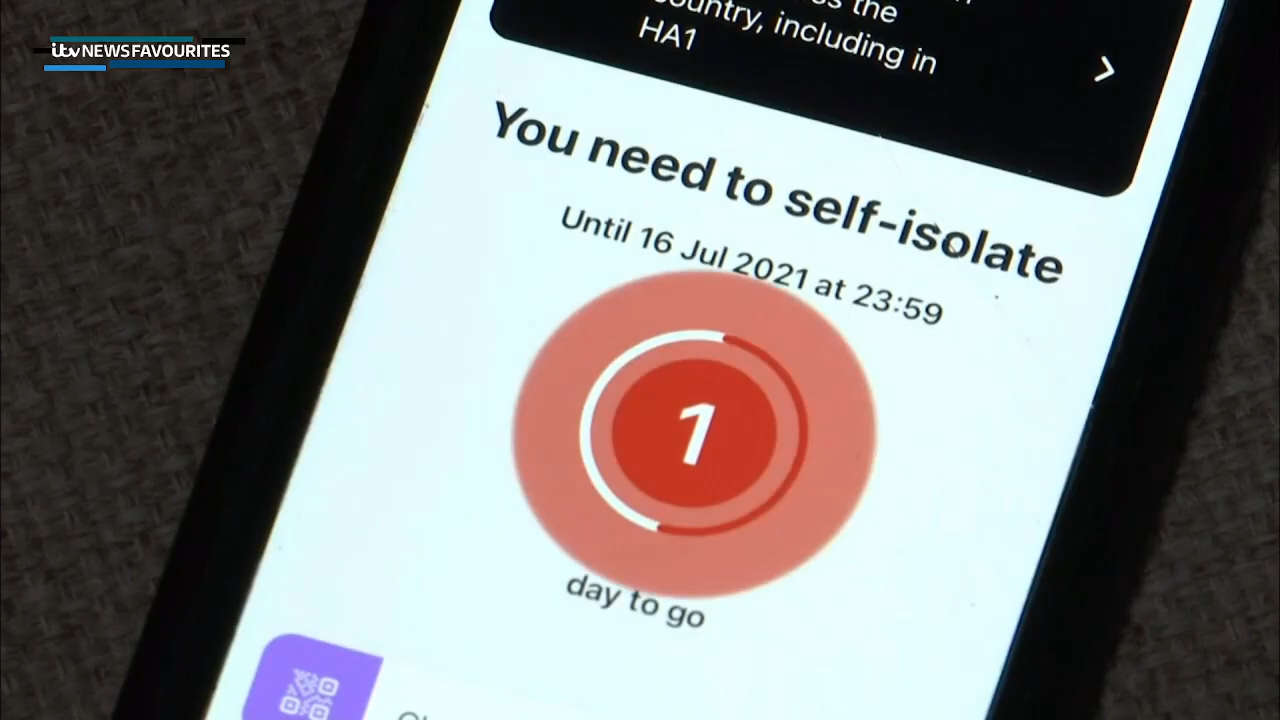 itv NEWS FAVOURITES
the
country, including in
HA1
You need to self-isolate
Until 16 Jul 2021 at 23:59
1
day to go